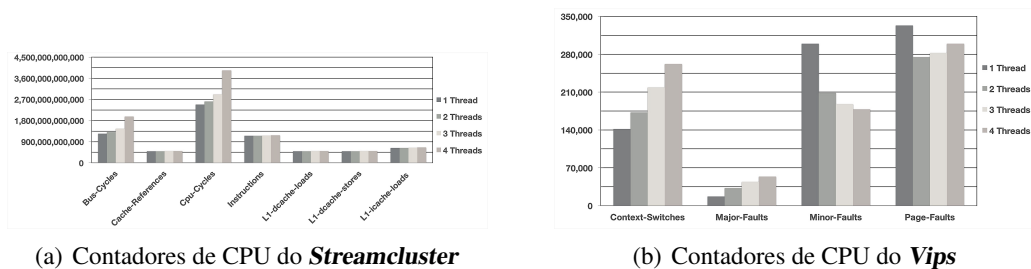 4,500,000,000,000
3,600,000,000,000
2,700,000,000,000
1,800,000,000,000
900,000,000,000
0
Bus-Cycles
Cache-References
Cpu-Cycles
Instructions
L1-dcache-loads
L1-dcache-stores
L1-icache-loads
1 Thread
2 Threads
3 Threads
4 Threads
(a) Contadores de CPU do Streamcluster
350,000
280,000
210,000
140,000
70,000
0
Context-Switches
Major-Faults
Minor-Faults
Page-Faults
1 Thread
2 Threads
3 Threads
4 Threads
(b) Contadores de CPU do Vips